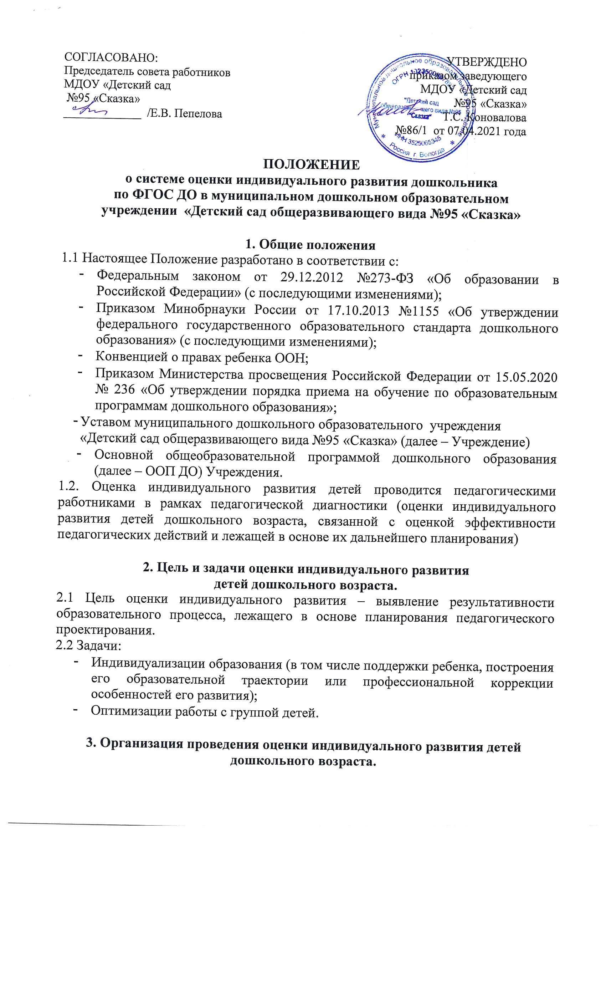 СОГЛАСОВАНО:
Председатель совета работников
МДОУ «Детский сад
№95 «Сказка»
/Е.В. Пепелова
УТВЕРЖДЕНО
приказом заведующего
МДОУ «Детский сад
№95 «Сказка»
Т.С. Коновалова
№86/1 от 07.04.2021 года
Муниципальное дошкольное образовательное учреждение
ОГРН
"Детский сад
общеразвивающего вида №95
"Сказка"
ИНН 3525085345
* Россия г. Вологда *
ПОЛОЖЕНИЕ
о системе оценки индивидуального развития дошкольника
по ФГОС ДО в муниципальном дошкольном образовательном
учреждении «Детский сад общеразвивающего вида №95 «Сказка»
1. Общие положения
1.1 Настоящее Положение разработано в соответствии с:
- Федеральным законом от 29.12.2012 №273-ФЗ «Об образовании в
Российской Федерации» (с последующими изменениями);
- Приказом Минобрнауки России от 17.10.2013 №1155 «Об утверждении
федерального государственного образовательного стандарта дошкольного
образования» (с последующими изменениями);
- Конвенцией о правах ребенка ООН;
- Приказом Министерства просвещения Российской Федерации от 15.05.2020
№ 236 «Об утверждении порядка приема на обучение по образовательным
программам дошкольного образования»;
- Уставом муниципального дошкольного образовательного учреждения
«Детский сад общеразвивающего вида №95 «Сказка» (далее – Учреждение)
- Основной общеобразовательной программой дошкольного образования
(далее – ООП ДО) Учреждения.
1.2. Оценка индивидуального развития детей проводится педагогическими
работниками в рамках педагогической диагностики (оценки индивидуального
развития детей дошкольного возраста, связанной с оценкой эффективности
педагогических действий и лежащей в основе их дальнейшего планирования)
2. Цель и задачи оценки индивидуального развития
детей дошкольного возраста.
2.1 Цель оценки индивидуального развития – выявление результативности
образовательного процесса, лежащего в основе планирования педагогического
проектирования.
2.2 Задачи:
- Индивидуализации образования (в том числе поддержки ребенка, построения
его образовательной траектории или профессиональной коррекции
особенностей его развития);
- Оптимизации работы с группой детей.
3. Организация проведения оценки индивидуального развития детей
дошкольного возраста.